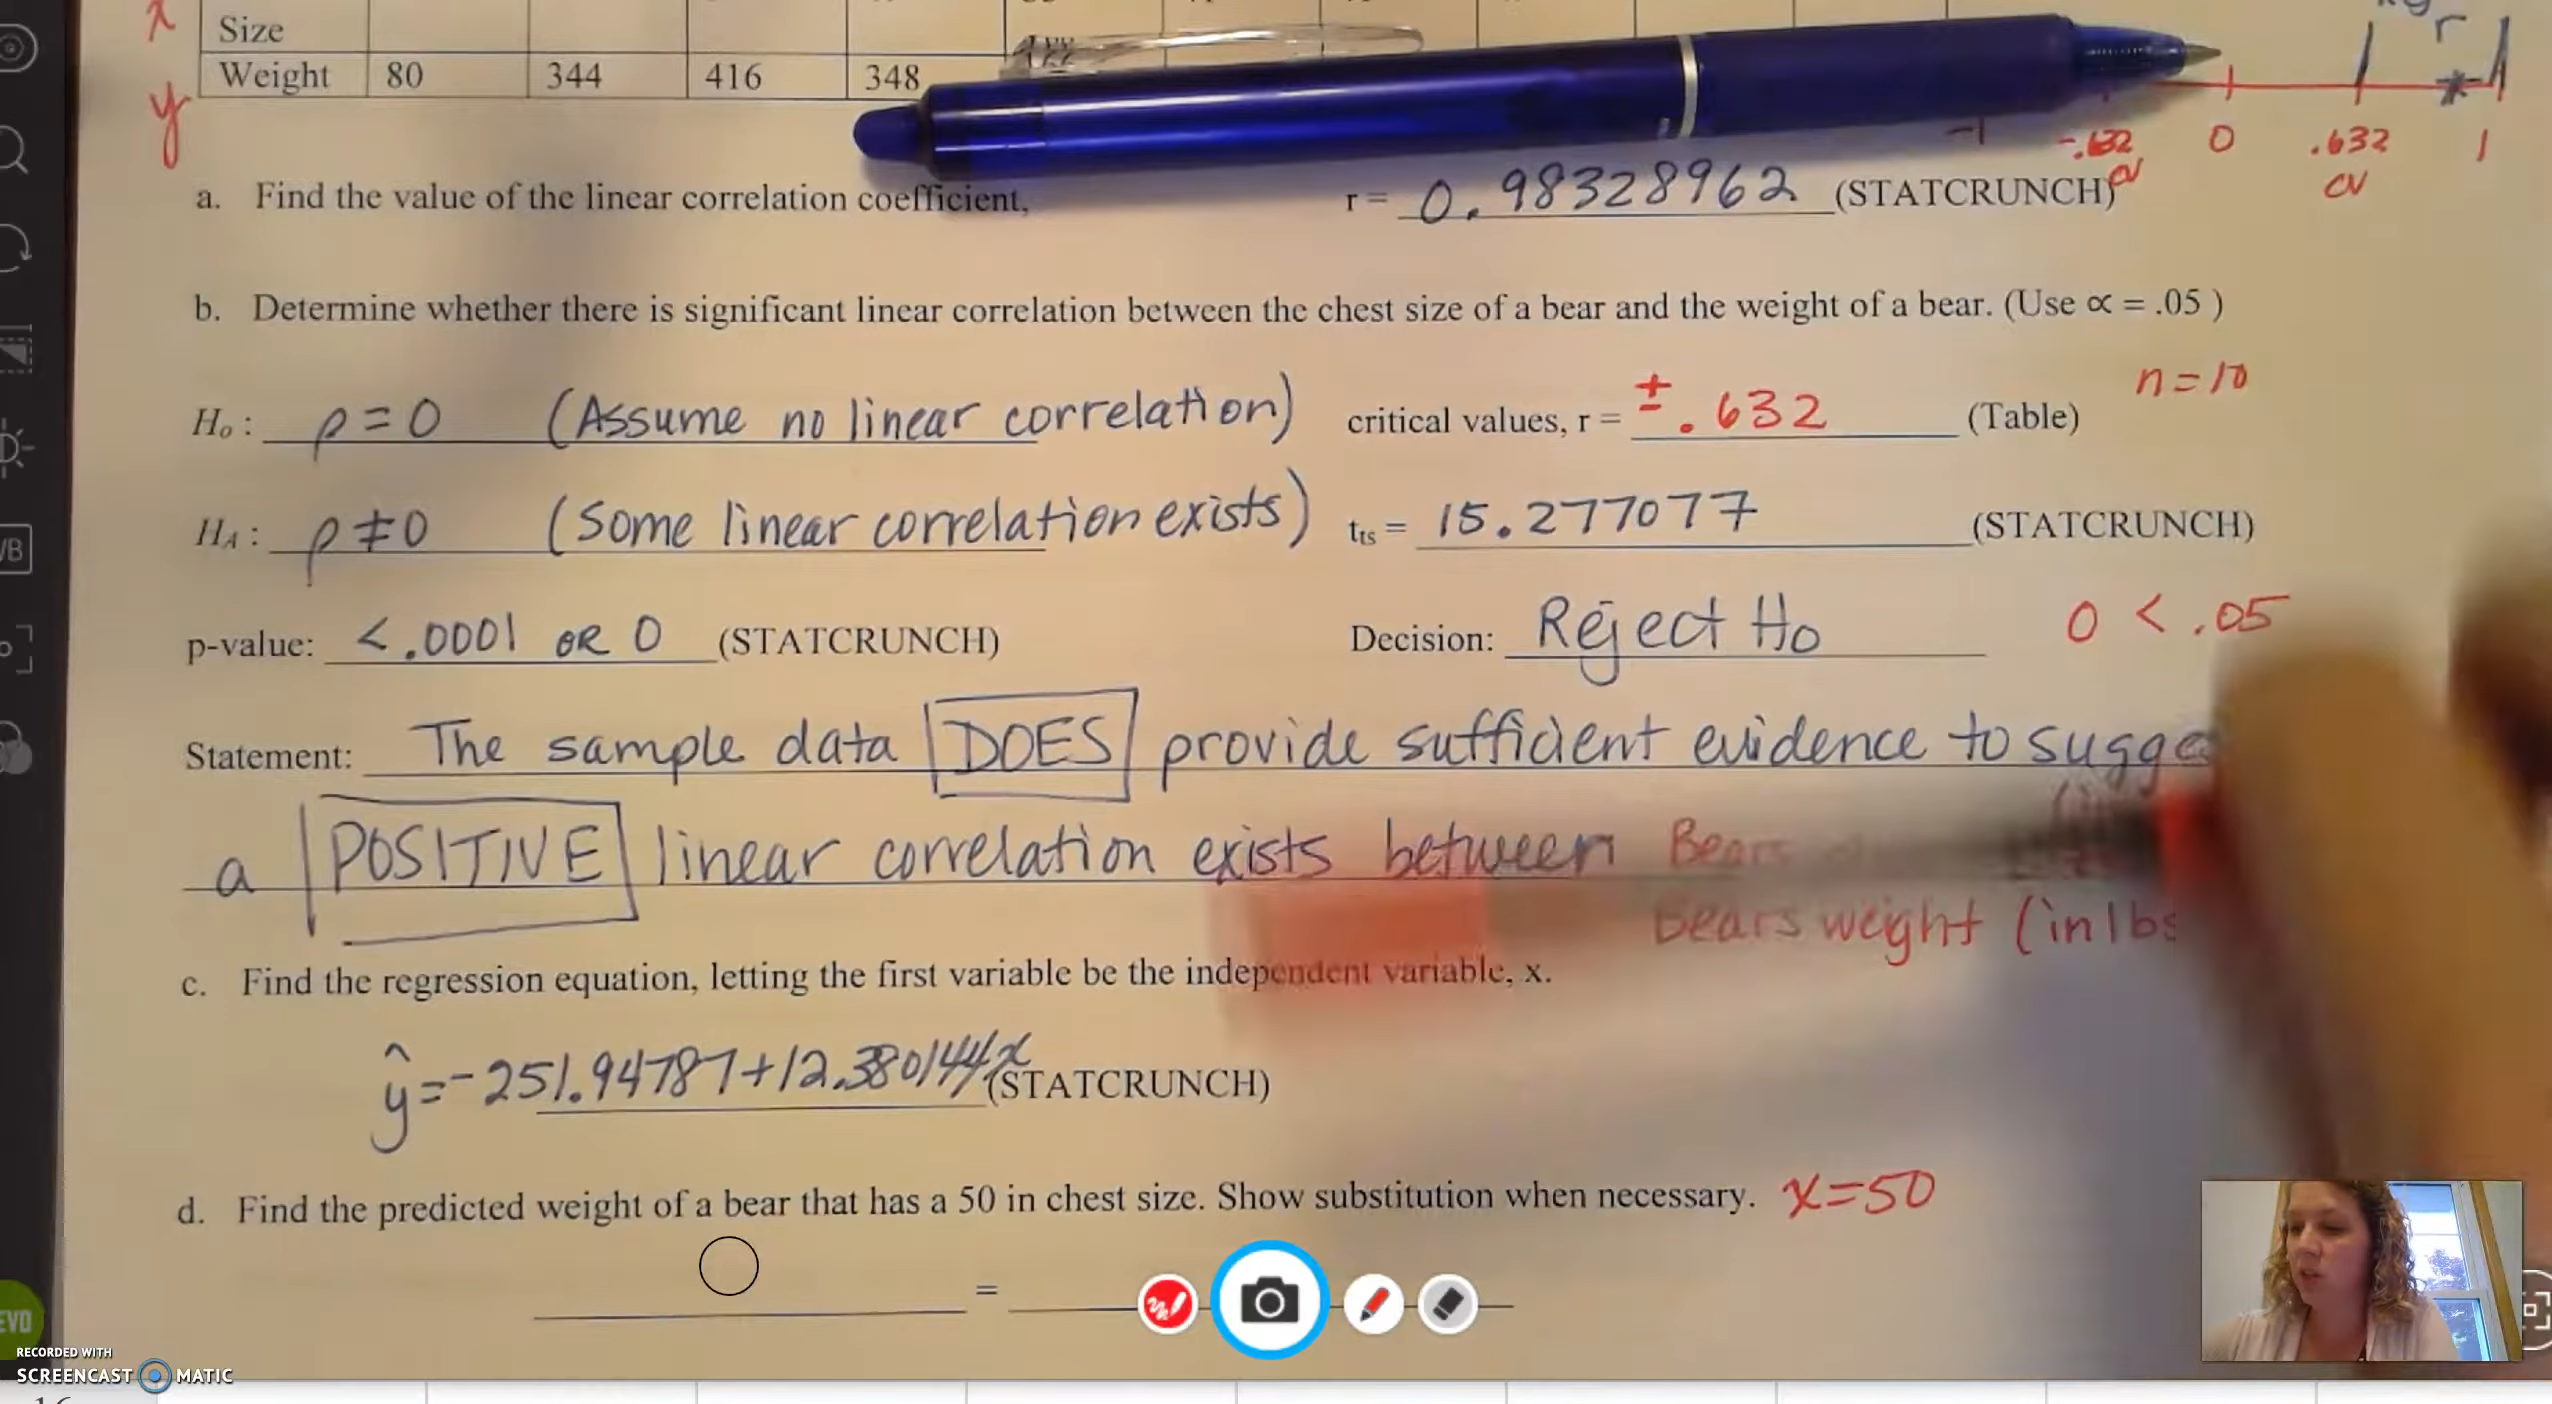 x Size r
y Weight 80 344 416 348
-1 -.632 0 .632 1
CV CV
a. Find the value of the linear correlation coefficient, r = 0.98328962 (STATCRUNCH)
b. Determine whether there is significant linear correlation between the chest size of a bear and the weight of a bear. (Use ∝ = .05 )
n=10
Ho : ρ=0 (Assume no linear correlation) critical values, r = ±.632 (Table)
HA : ρ≠0 (Some linear correlation exists) tts = 15.277077 (STATCRUNCH)
p-value: <.0001 OR 0 (STATCRUNCH) Decision: Reject Ho 0 < .05
Statement: The sample data DOES provide sufficient evidence to sugge
a POSITIVE linear correlation exists between Bears
Bears weight (in lbs
c. Find the regression equation, letting the first variable be the independent variable, x.
ŷ=-251.94787+12.380144x (STATCRUNCH)
d. Find the predicted weight of a bear that has a 50 in chest size. Show substitution when necessary. x=50
=
EVO
RECORDED WITH
SCREENCAST MATIC